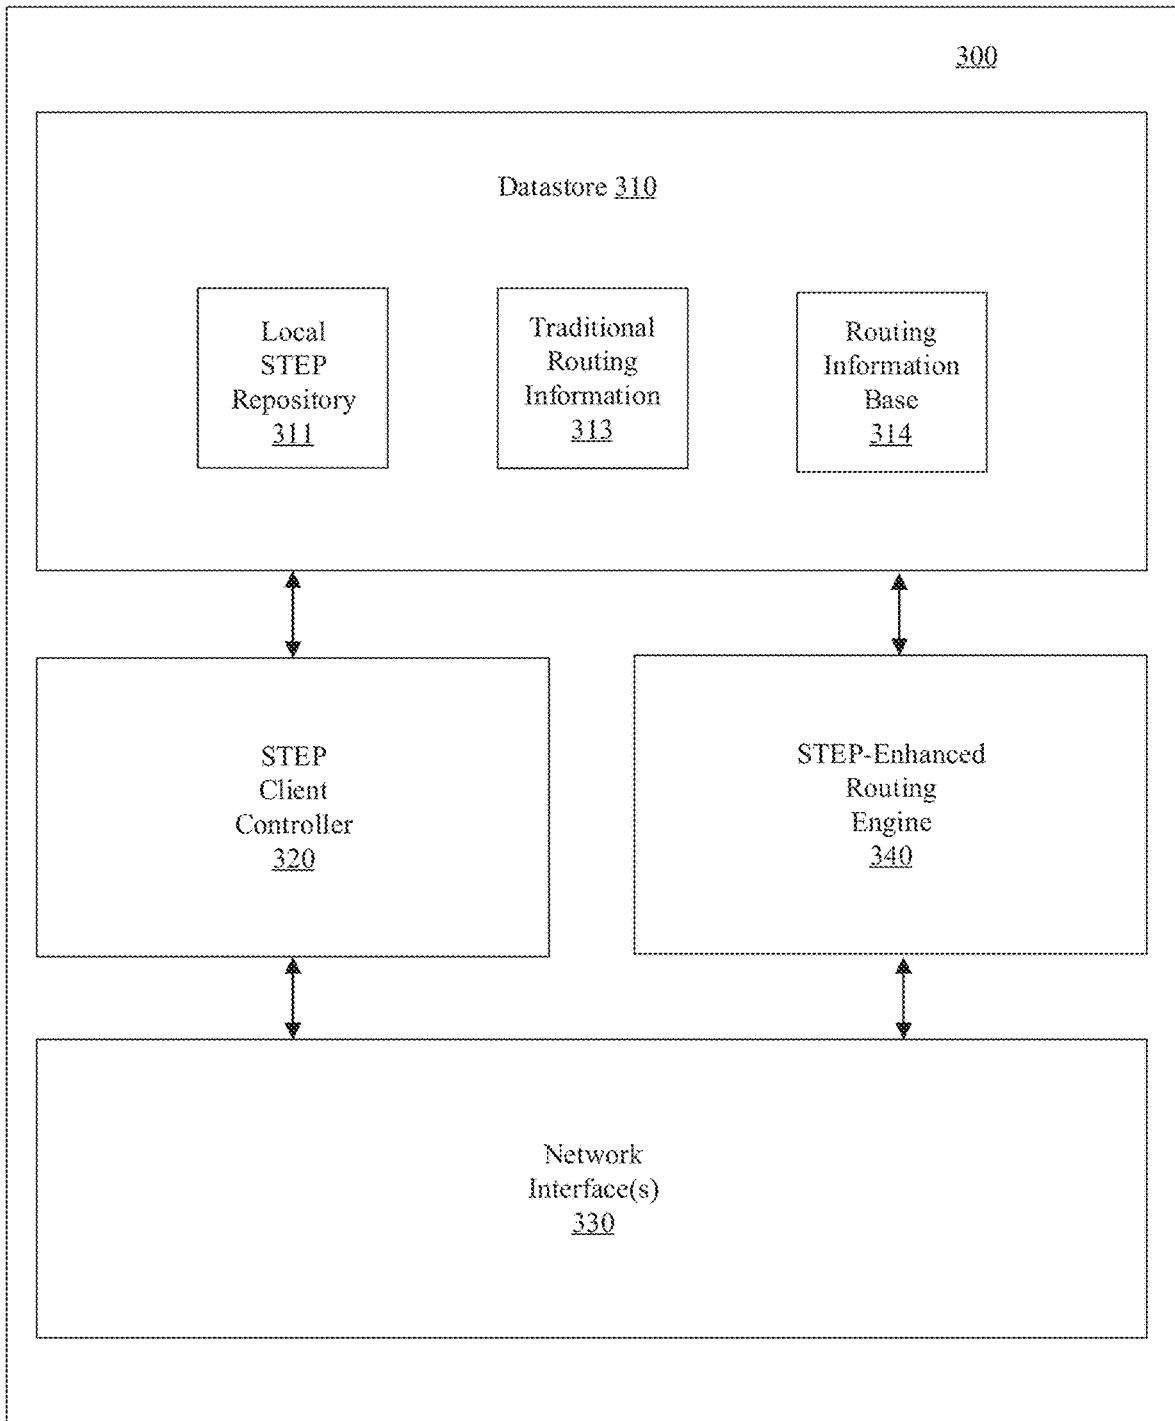 300
Datastore 310
Local
STEP
Repository
311
Traditional
Routing
Information
313
Routing
Information
Base
314
STEP
Client
Controller
320
STEP-Enhanced
Routing
Engine
340
Network
Interface(s)
330